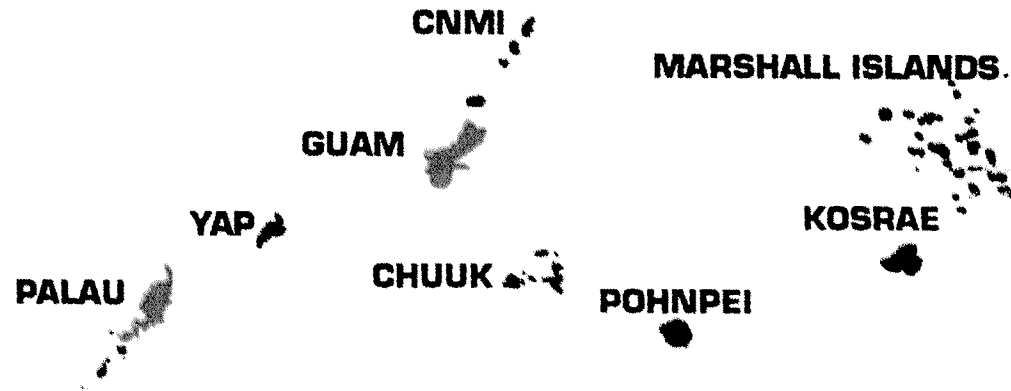 CNMI
MARSHALL ISLANDS
GUAM
YAP
KOSRAE
CHUUK
PALAU
POHNPEI